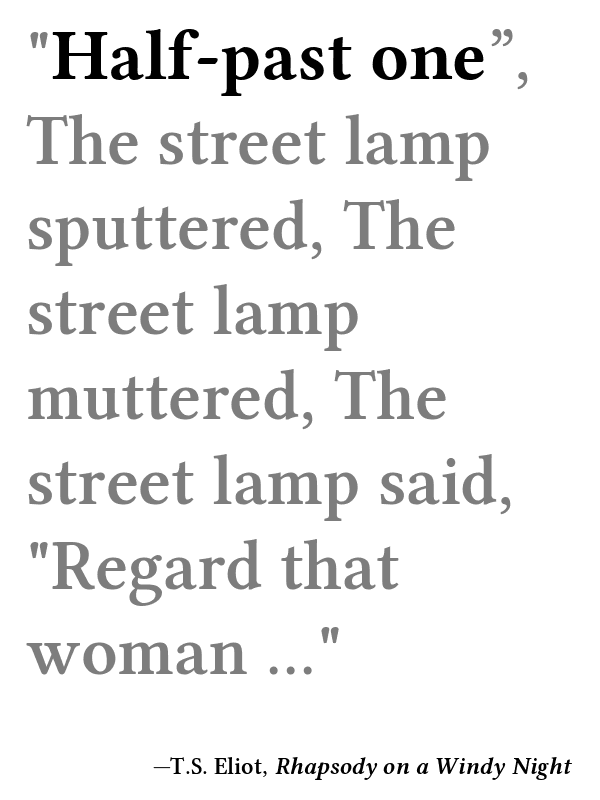 "Half-past one”,
The street lamp
sputtered, The
street lamp
muttered, The
street lamp said,
"Regard that
woman ..."
—T.S. Eliot, Rhapsody on a Windy Night